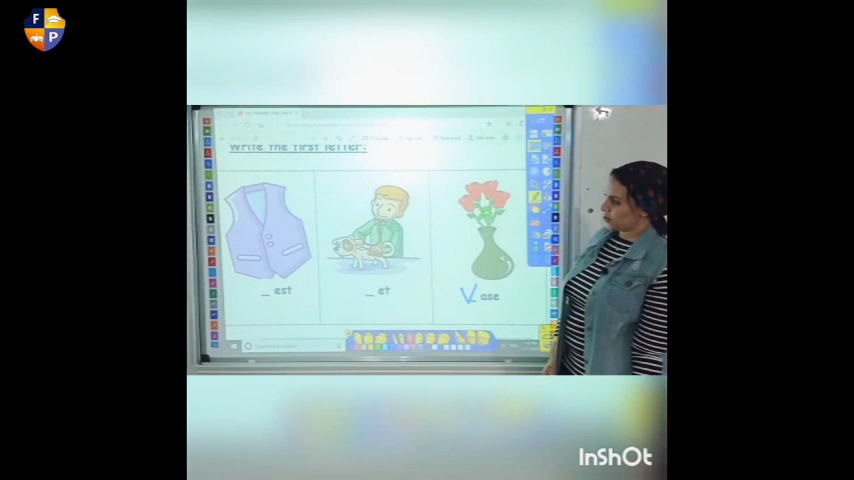 F
P
Write the first letter:
_ est
_ et
V ase
InShOt